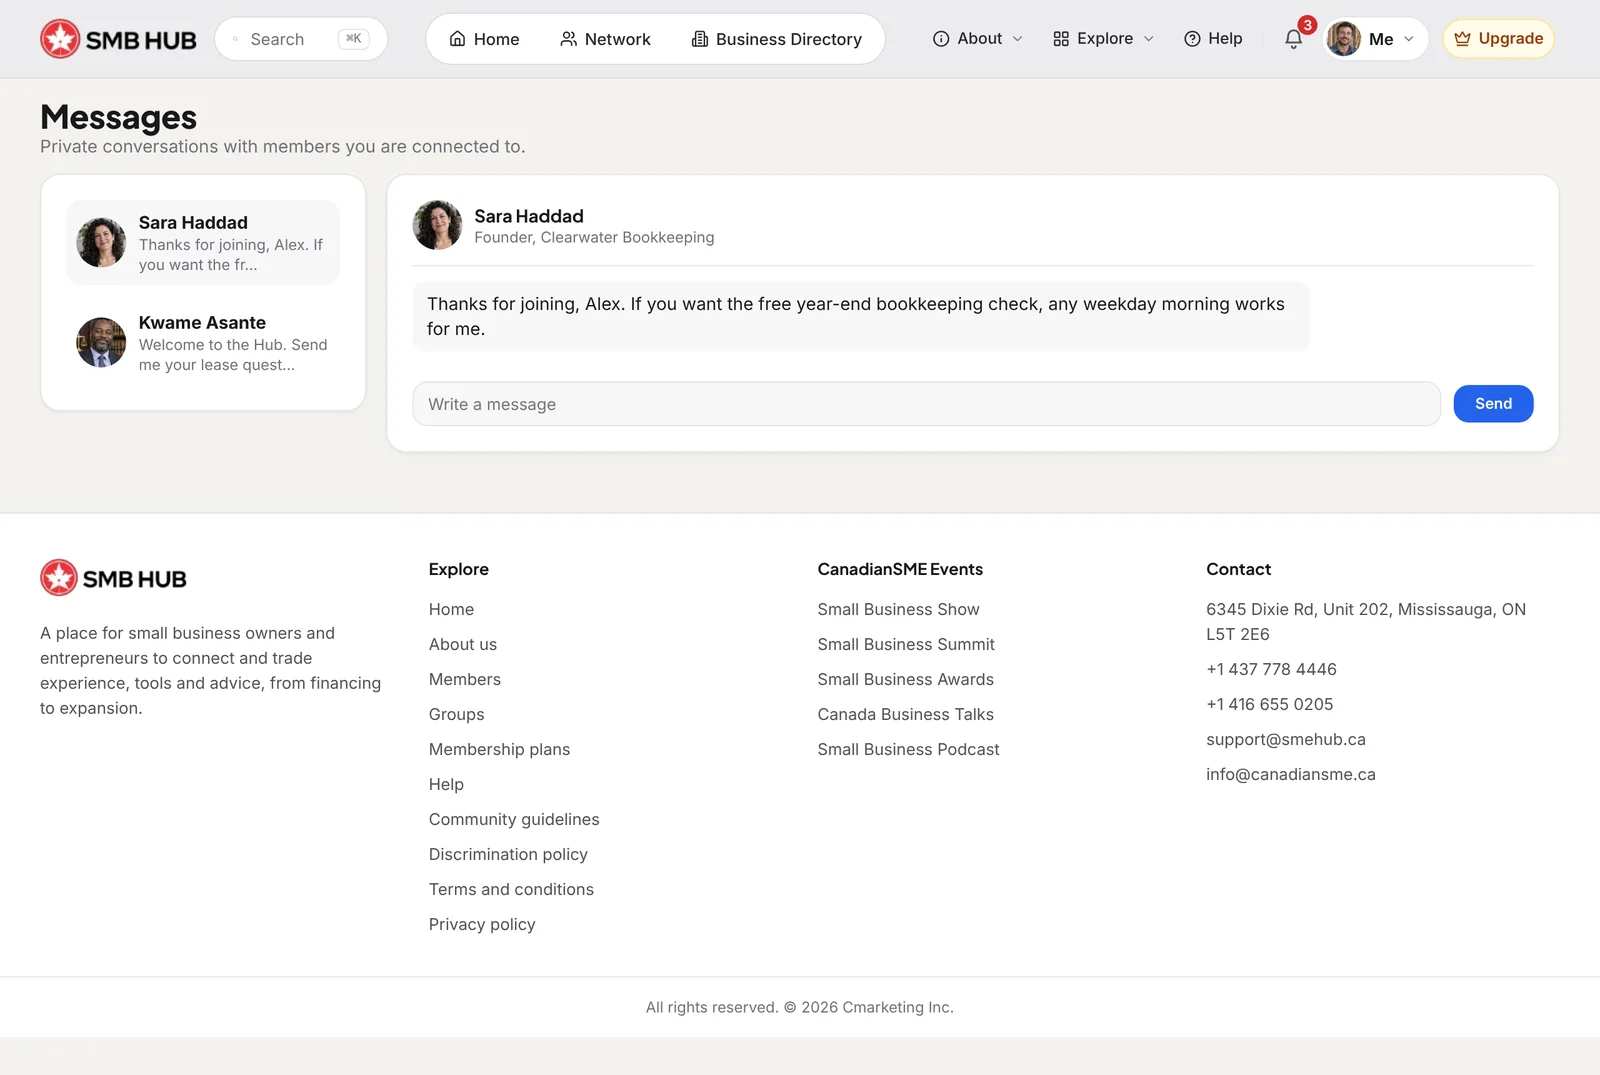 SMB HUB
Search
⌘K
Home
Network
Business Directory
About
Explore
Help
3
Me
Upgrade
Messages
Private conversations with members you are connected to.
Sara Haddad
Thanks for joining, Alex. If
you want the fr...
Kwame Asante
Welcome to the Hub. Send
me your lease quest...
Sara Haddad
Founder, Clearwater Bookkeeping
Thanks for joining, Alex. If you want the free year-end bookkeeping check, any weekday morning works
for me.
Write a message
Send
SMB HUB
A place for small business owners and
entrepreneurs to connect and trade
experience, tools and advice, from financing
to expansion.
Explore
Home
About us
Members
Groups
Membership plans
Help
Community guidelines
Discrimination policy
Terms and conditions
Privacy policy
CanadianSME Events
Small Business Show
Small Business Summit
Small Business Awards
Canada Business Talks
Small Business Podcast
Contact
6345 Dixie Rd, Unit 202, Mississauga, ON
L5T 2E6
+1 437 778 4446
+1 416 655 0205
support@smehub.ca
info@canadiansme.ca
All rights reserved. © 2026 Cmarketing Inc.